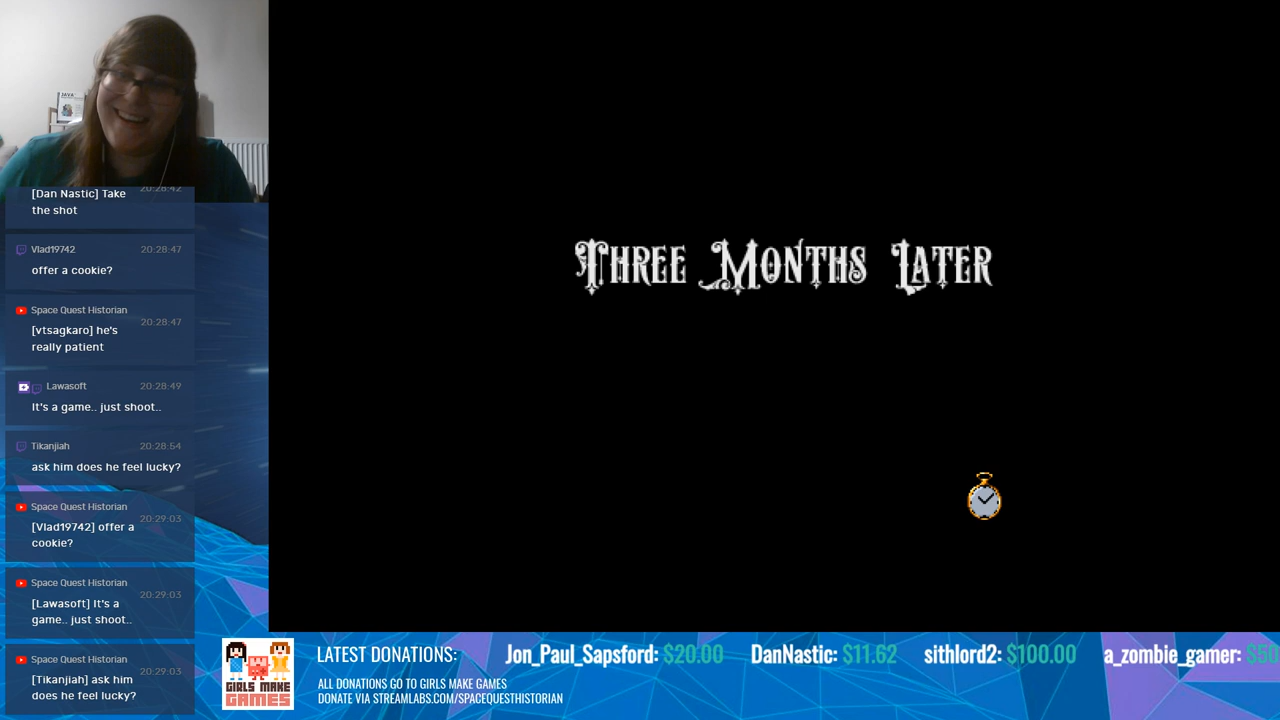 JAVA
[Dan Nastic] Take
the shot
20:28:42
Vlad19742
20:28:47
offer a cookie?
Space Quest Historian
20:28:47
[vtsagkaro] he's
really patient
Lawasoft
20:28:49
It's a game.. just shoot..
Tikanjiah
20:28:54
ask him does he feel lucky?
Space Quest Historian
20:29:03
[Vlad19742] offer a
cookie?
Space Quest Historian
20:29:03
[Lawasoft] It's a
game.. just shoot..
Space Quest Historian
20:29:03
[Tikanjiah] ask him
does he feel lucky?
Three Months Later
GIRLS MAKE
GAMES
LATEST DONATIONS:
Jon_Paul_Sapsford: $20.00 DanNastic: $11.62 sithlord2: $100.00 a_zombie_gamer: $50
ALL DONATIONS GO TO GIRLS MAKE GAMES
DONATE VIA STREAMLABS.COM/SPACEQUESTHISTORIAN